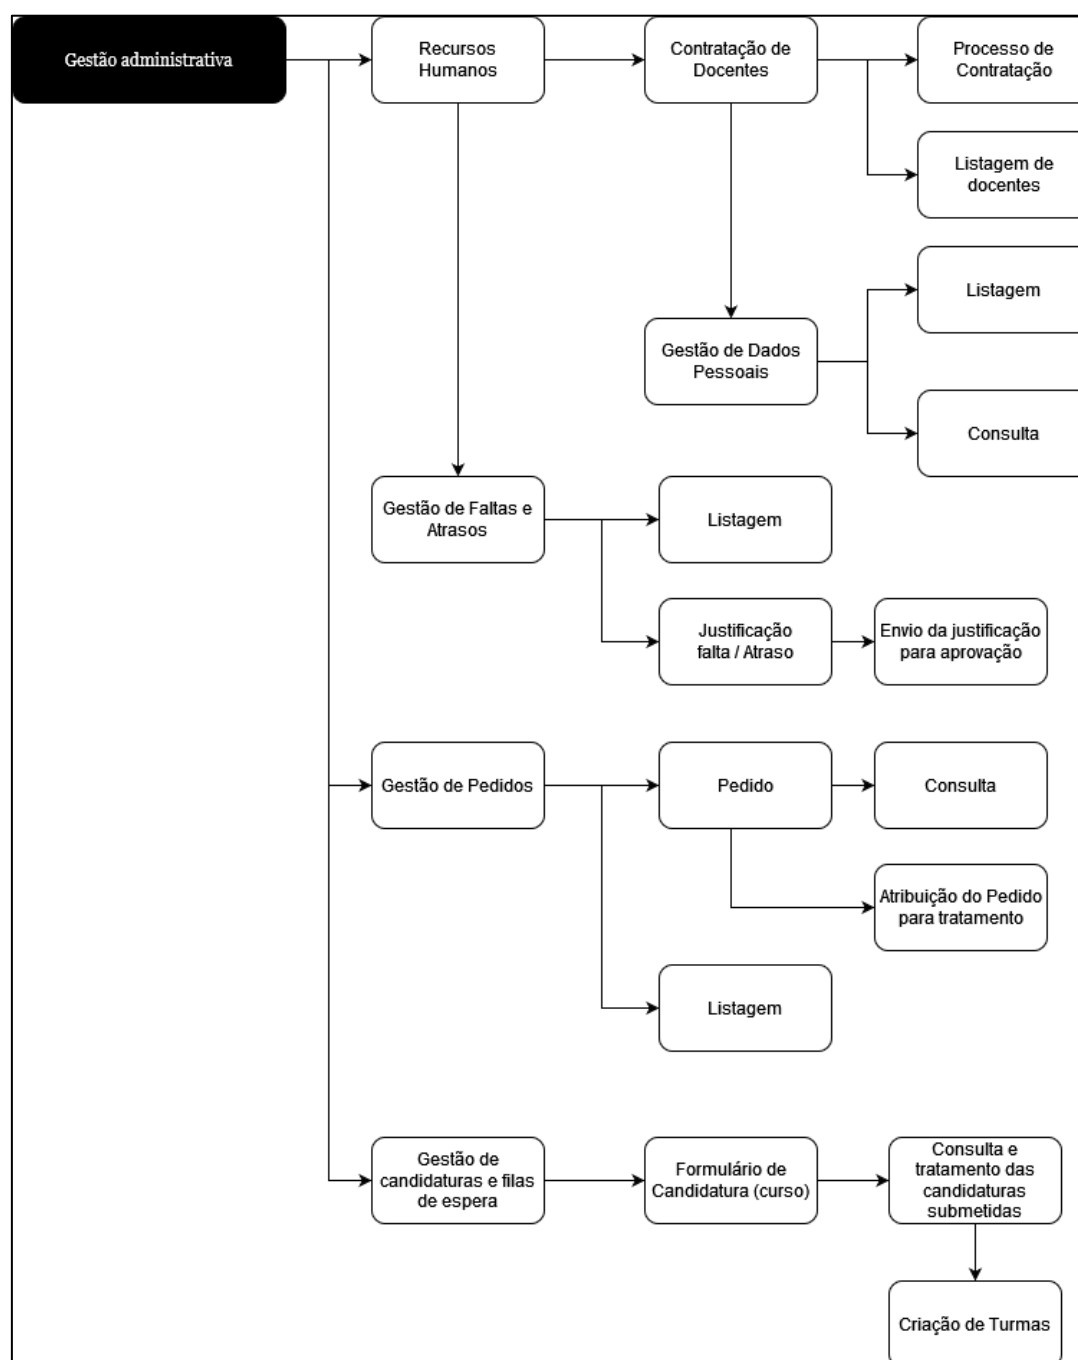 Gestão administrativa
Recursos
Humanos
Contratação de
Docentes
Processo de
Contratação
Listagem de
docentes
Listagem
Gestão de Dados
Pessoais
Consulta
Gestão de Faltas e
Atrasos
Listagem
Justificação
falta / Atraso
Envio da justificação
para aprovação
Gestão de Pedidos
Pedido
Consulta
Atribuição do Pedido
para tratamento
Listagem
Gestão de
candidaturas e filas
de espera
Formulário de
Candidatura (curso)
Consulta e
tratamento das
candidaturas
submetidas
Criação de Turmas